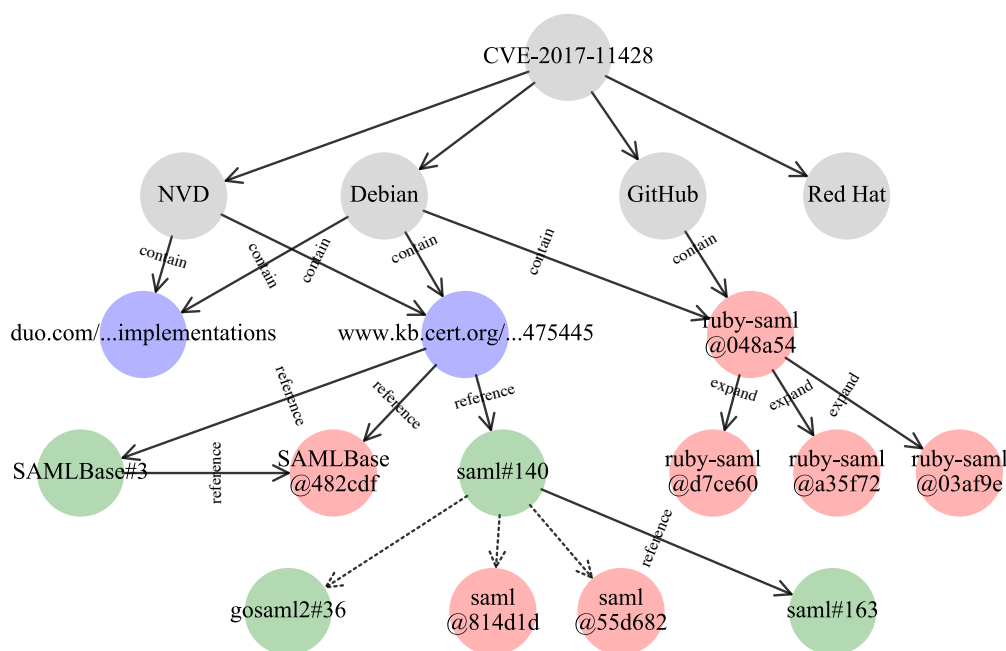 CVE-2017-11428
NVD
Debian
GitHub
Red Hat
contain
contain
contain
contain
contain
contain
duo.com/...implementations
www.kb.cert.org/...475445
ruby-saml
@048a54
reference
reference
reference
expand
expand
expand
SAMLBase#3
reference
SAMLBase
@482cdf
saml#140
ruby-saml
@d7ce60
ruby-saml
@a35f72
ruby-saml
@03af9e
reference
gosaml2#36
saml
@814d1d
saml
@55d682
saml#163